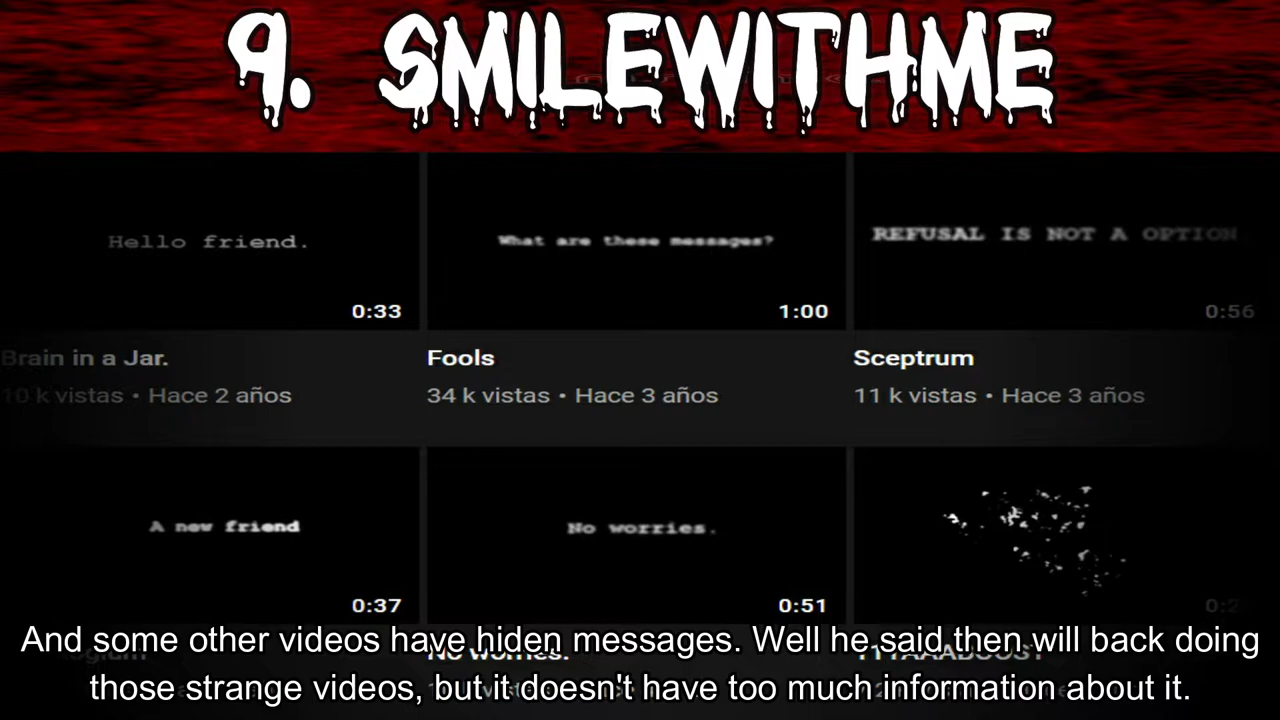 9. SMILEWITHME
Hello friend.
What are these messages?
REFUSAL IS NOT A OPTION.
0:33
1:00
0:56
Brain in a Jar.
Fools
Sceptrum
10 k vistas • Hace 2 años
34 k vistas • Hace 3 años
11 k vistas • Hace 3 años
A new friend
No worries.
0:37
0:51
No worries.
And some other videos have hiden messages. Well he said then will back doing
those strange videos, but it doesn't have too much information about it.